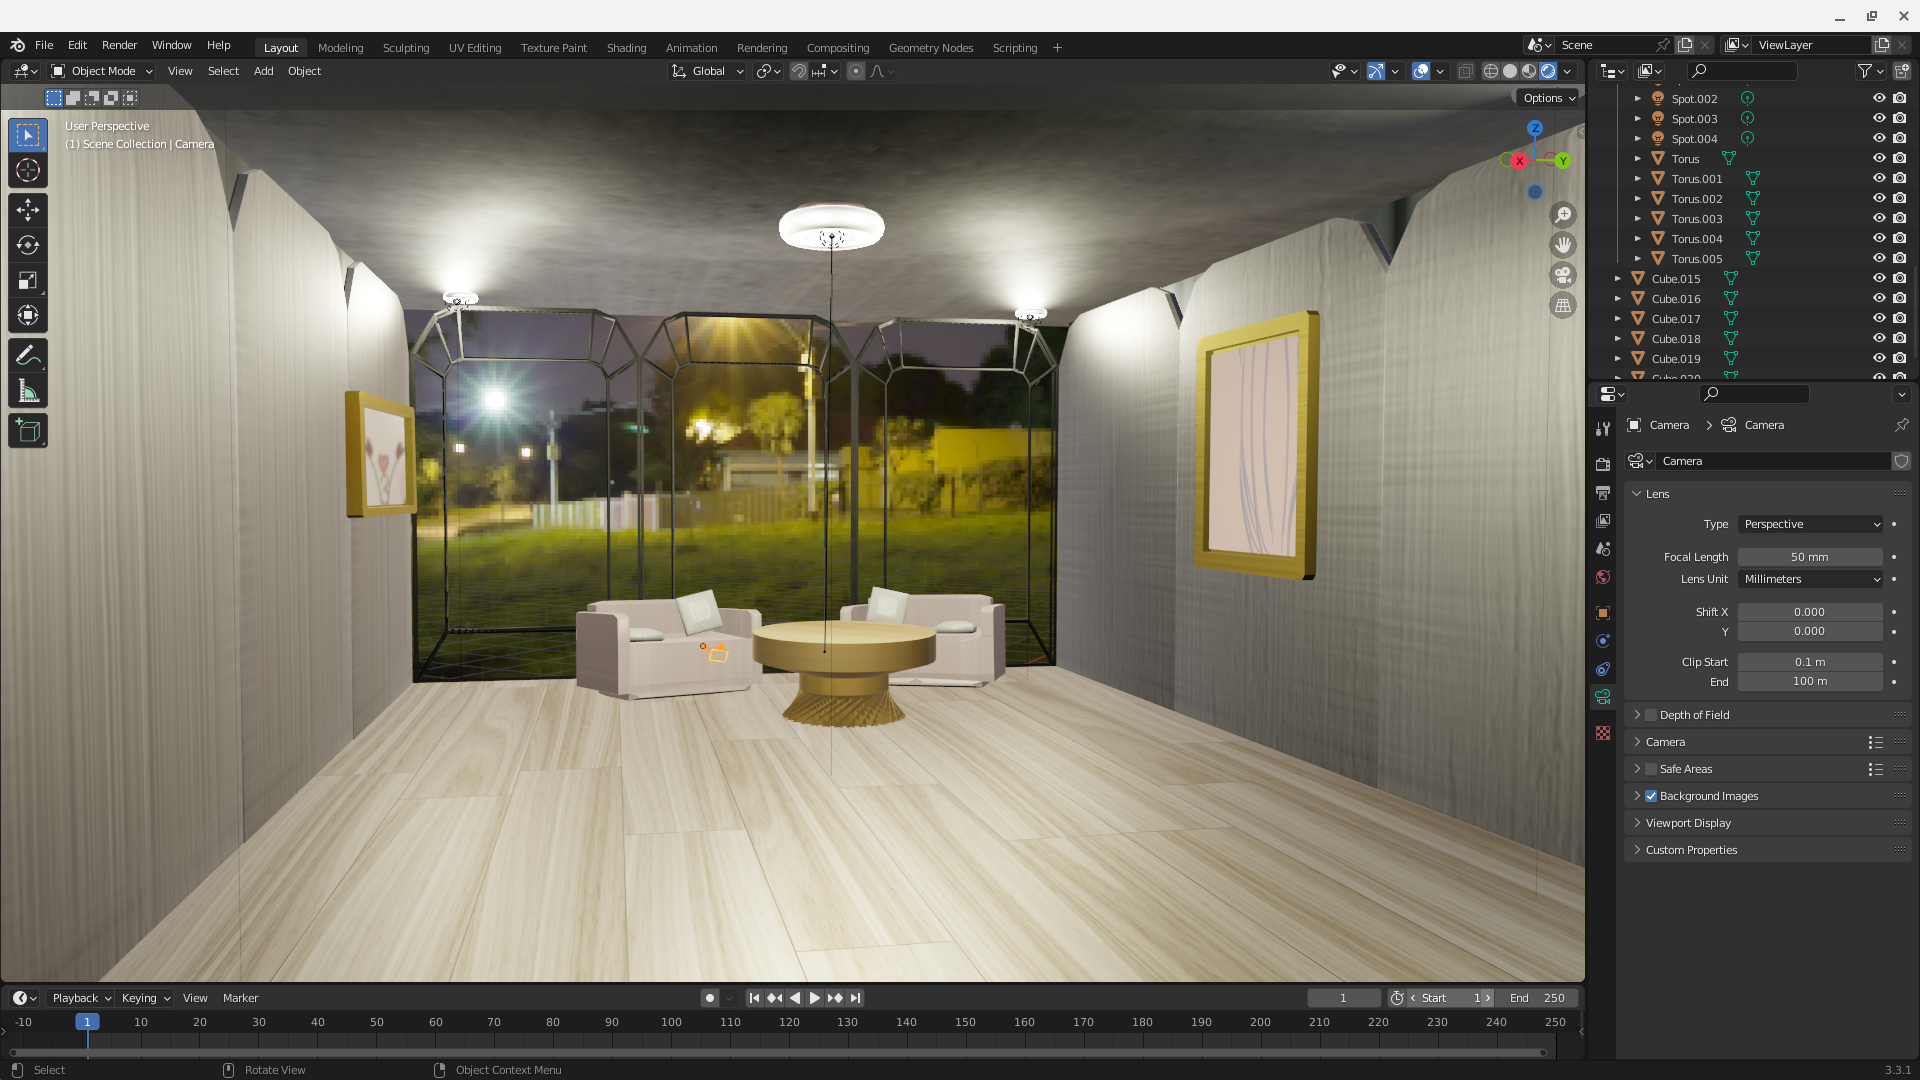 File Edit Render Window Help Layout Modeling Sculpting UV Editing Texture Paint Shading Animation Rendering Compositing Geometry Nodes Scripting + Scene ViewLayer
Object Mode View Select Add Object Global
Options
User Perspective
(1) Scene Collection | Camera
Z
X Y
Spot.002
Spot.003
Spot.004
Torus
Torus.001
Torus.002
Torus.003
Torus.004
Torus.005
Cube.015
Cube.016
Cube.017
Cube.018
Cube.019
Camera > Camera
Camera
Lens
Type Perspective
Focal Length 50 mm
Lens Unit Millimeters
Shift X 0.000
Y 0.000
Clip Start 0.1 m
End 100 m
Depth of Field
Camera
Safe Areas
Background Images
Viewport Display
Custom Properties
Playback Keying View Marker 1 Start 1 End 250
-10 1 10 20 30 40 50 60 70 80 90 100 110 120 130 140 150 160 170 180 190 200 210 220 230 240 250
Select Rotate View Object Context Menu 3.3.1